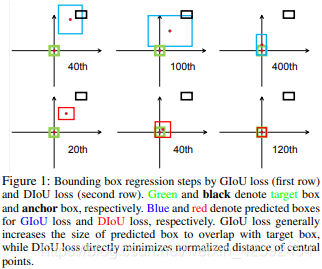 40th
100th
400th
20th
40th
120th
Figure 1: Bounding box regression steps by GIoU loss (first row)
and DIoU loss (second row). Green and black denote target box
and anchor box, respectively. Blue and red denote predicted boxes
for GIoU loss and DIoU loss, respectively. GIoU loss generally
increases the size of predicted box to overlap with target box,
while DIoU loss directly minimizes normalized distance of central
points.